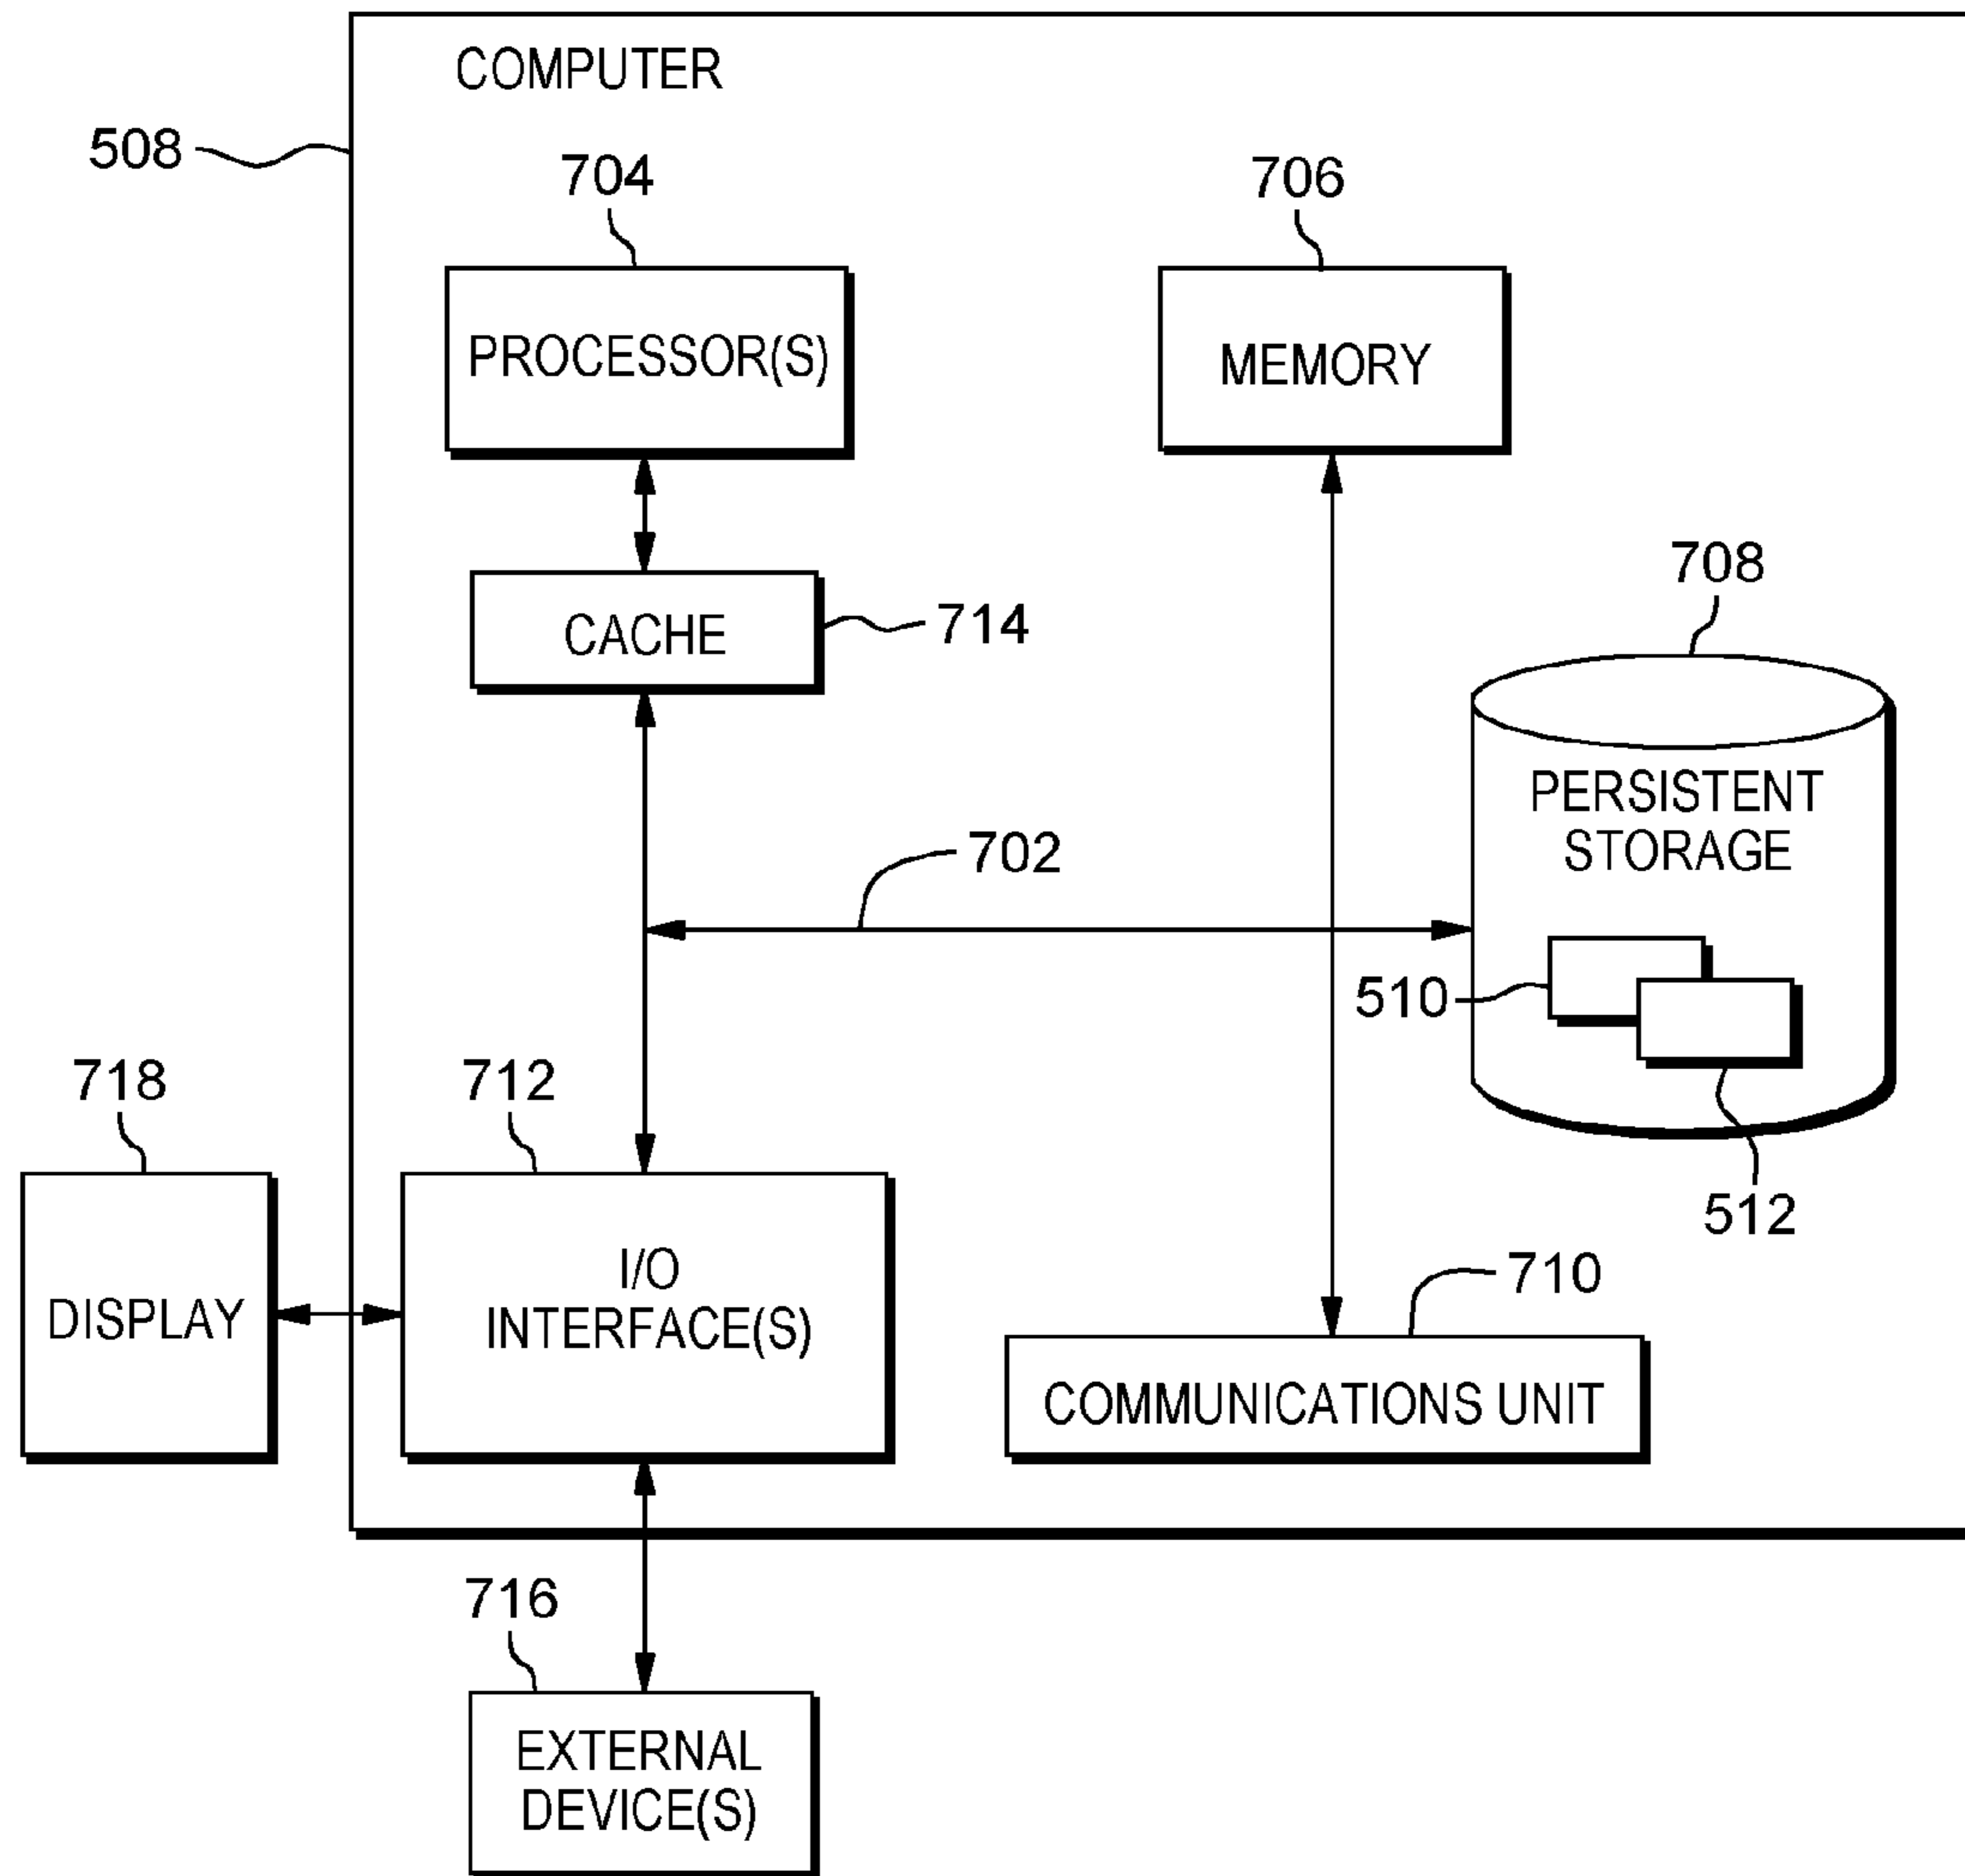 COMPUTER
508
704
706
PROCESSOR(S)
MEMORY
708
CACHE
714
PERSISTENT
STORAGE
702
510
718
712
512
I/O
INTERFACE(S)
710
DISPLAY
COMMUNICATIONS UNIT
716
EXTERNAL
DEVICE(S)